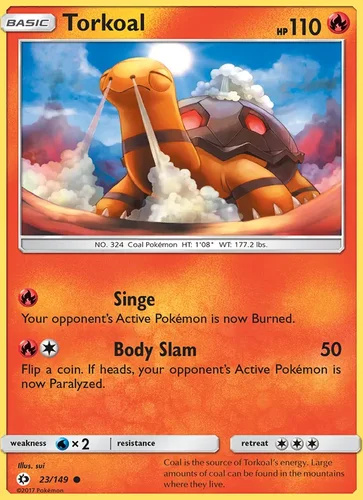 BASIC
Torkoal
HP 110
NO. 324 Coal Pokémon HT: 1'08" WT: 177.2 lbs.
Singe
Your opponent's Active Pokémon is now Burned.
Body Slam 50
Flip a coin. If heads, your opponent's Active Pokémon is
now Paralyzed.
weakness × 2 resistance retreat
Illus. sui
23/149
©2017 Pokémon
Coal is the source of Torkoal's energy. Large
amounts of coal can be found in the mountains
where they live.